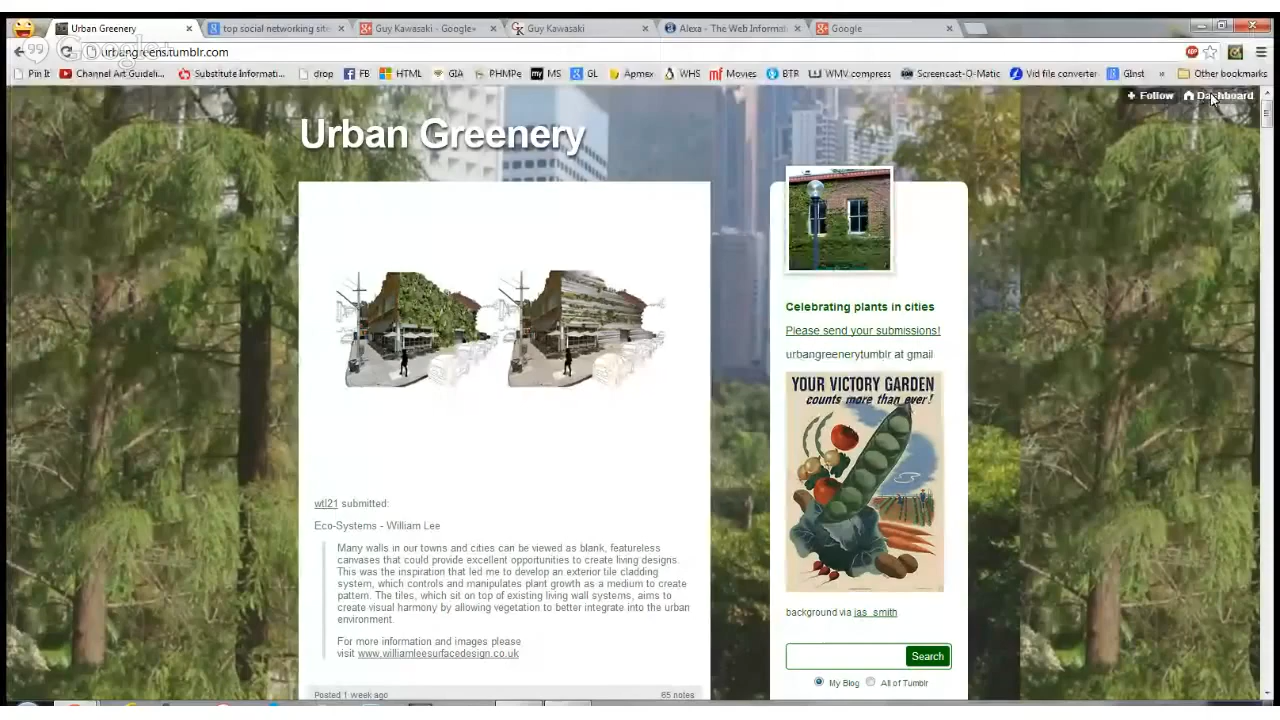 Urban Greenery
top social networking site
Guy Kawasaki - Google+
Guy Kawasaki
Alexa - The Web Informat
Google
Google+
urbangreens.tumblr.com
Pin It
Channel Art Guideli...
Substitute Informati...
drop
FB
HTML
GIA
PHMPe
my MS
GL
Apmex
WHS
mf Movies
BTR
WMV.compress
Screencast-O-Matic
Vid file converter
GInst
»
Other bookmarks
+ Follow
Dashboard
Urban Greenery
Celebrating plants in cities
Please send your submissions!
urbangreenerytumblr at gmail
YOUR VICTORY GARDEN
counts more than ever!
background via jas_smith
Search
My Blog
All of Tumblr
wtl21 submitted:
Eco-Systems - William Lee
Many walls in our towns and cities can be viewed as blank, featureless
canvases that could provide excellent opportunities to create living designs.
This was the inspiration that led me to develop an exterior tile cladding
system, which controls and manipulates plant growth as a medium to create
pattern. The tiles, which sit on top of existing living wall systems, aims to
create visual harmony by allowing vegetation to better integrate into the urban
environment.
For more information and images please
visit www.williamleesurfacedesign.co.uk
Posted 1 week ago
65 notes